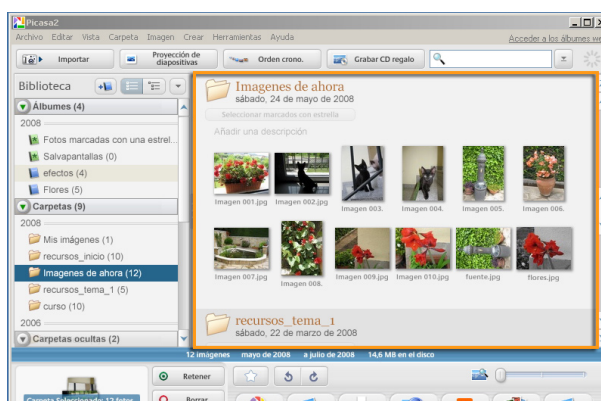 Picasa2
Archivo Editar Vista Carpeta Imagen Crear Herramientas Ayuda
Acceder a los álbumes we
Importar
Proyección de diapositivas
Orden crono.
Grabar CD regalo
Biblioteca
Álbumes (4)
2008
Fotos marcadas con una estrel...
Salvapantallas (0)
efectos (4)
Flores (5)
Carpetas (9)
2008
Mis imágenes (1)
recursos_inicio (10)
Imagenes de ahora (12)
recursos_tema_1 (5)
curso (10)
2006
Carpetas ocultas (2)
Imagenes de ahora
sábado, 24 de mayo de 2008
Seleccionar marcados con estrella
Añadir una descripción
Imagen 001.jpg Imagen 002.jpg Imagen 003. Imagen 004. Imagen 005. Imagen 006.
Imagen 007.jpg Imagen 008. Imagen 009.jpg Imagen 010.jpg fuente.jpg flores.jpg
recursos_tema_1
sábado, 22 de marzo de 2008
12 imágenes mayo de 2008 a julio de 2008 14,6 MB en el disco
Retener
Borrar
Carpeta Seleccionado: 12 fotos